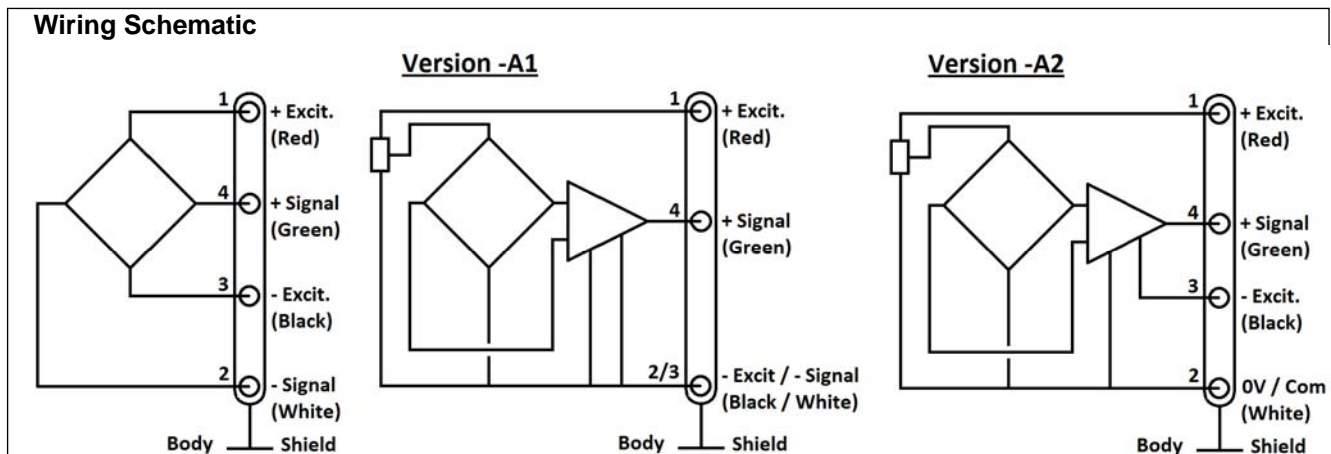 Wiring Schematic
1
+ Excit.
(Red)
4
+ Signal
(Green)
3
- Excit.
(Black)
2
- Signal
(White)
Body
Shield
Version -A1
1
+ Excit.
(Red)
4
+ Signal
(Green)
2/3
- Excit / - Signal
(Black / White)
Body
Shield
Version -A2
1
+ Excit.
(Red)
4
+ Signal
(Green)
3
- Excit.
(Black)
2
0V / Com
(White)
Body
Shield